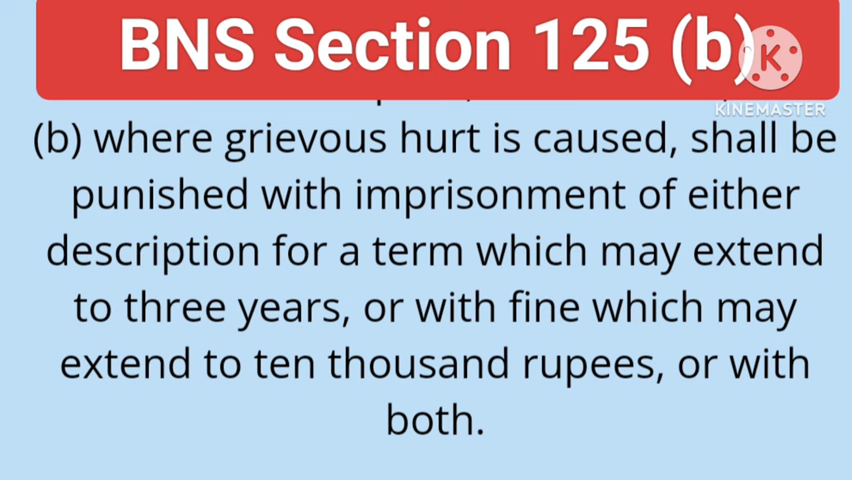 BNS Section 125 (b)
K
KINEMASTER
(b) where grievous hurt is caused, shall be
punished with imprisonment of either
description for a term which may extend
to three years, or with fine which may
extend to ten thousand rupees, or with
both.